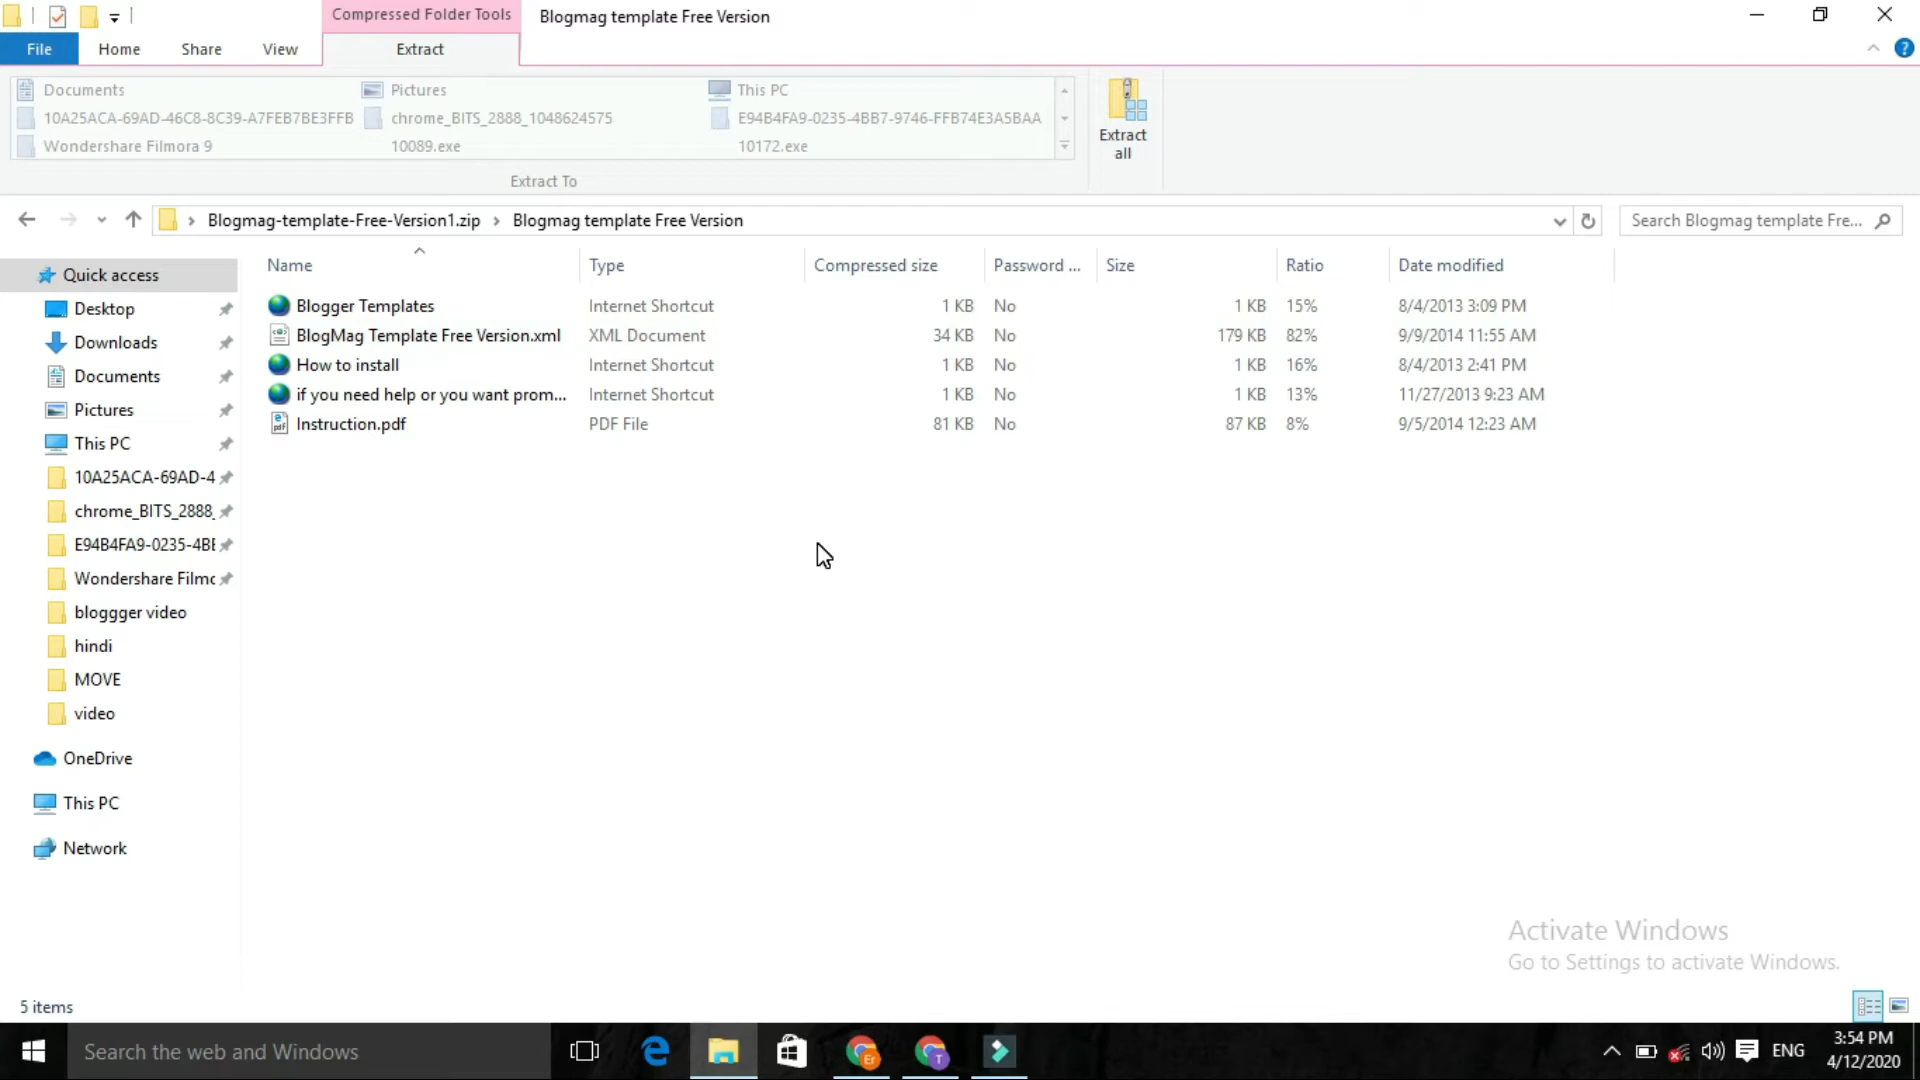 Compressed Folder Tools
Blogmag template Free Version
File
Home
Share
View
Extract
Documents
Pictures
This PC
10A25ACA-69AD-46C8-8C39-A7FEB7BE3FFB
chrome_BITS_2888_1048624575
E94B4FA9-0235-4BB7-9746-FFB74E3A5BAA
Wondershare Filmora 9
10089.exe
10172.exe
Extract all
Extract To
Blogmag-template-Free-Version1.zip > Blogmag template Free Version
Search Blogmag template Fre...
Name
Type
Compressed size
Password ...
Size
Ratio
Date modified
Blogger Templates Internet Shortcut 1 KB No 1 KB 15% 8/4/2013 3:09 PM
BlogMag Template Free Version.xml XML Document 34 KB No 179 KB 82% 9/9/2014 11:55 AM
How to install Internet Shortcut 1 KB No 1 KB 16% 8/4/2013 2:41 PM
if you need help or you want prom... Internet Shortcut 1 KB No 1 KB 13% 11/27/2013 9:23 AM
Instruction.pdf PDF File 81 KB No 87 KB 8% 9/5/2014 12:23 AM
Quick access
Desktop
Downloads
Documents
Pictures
This PC
10A25ACA-69AD-4
chrome_BITS_2888_
E94B4FA9-0235-4BE
Wondershare Filmo
bloggger video
hindi
MOVE
video
OneDrive
This PC
Network
Activate Windows
Go to Settings to activate Windows.
5 items
Search the web and Windows
ENG
3:54 PM
4/12/2020